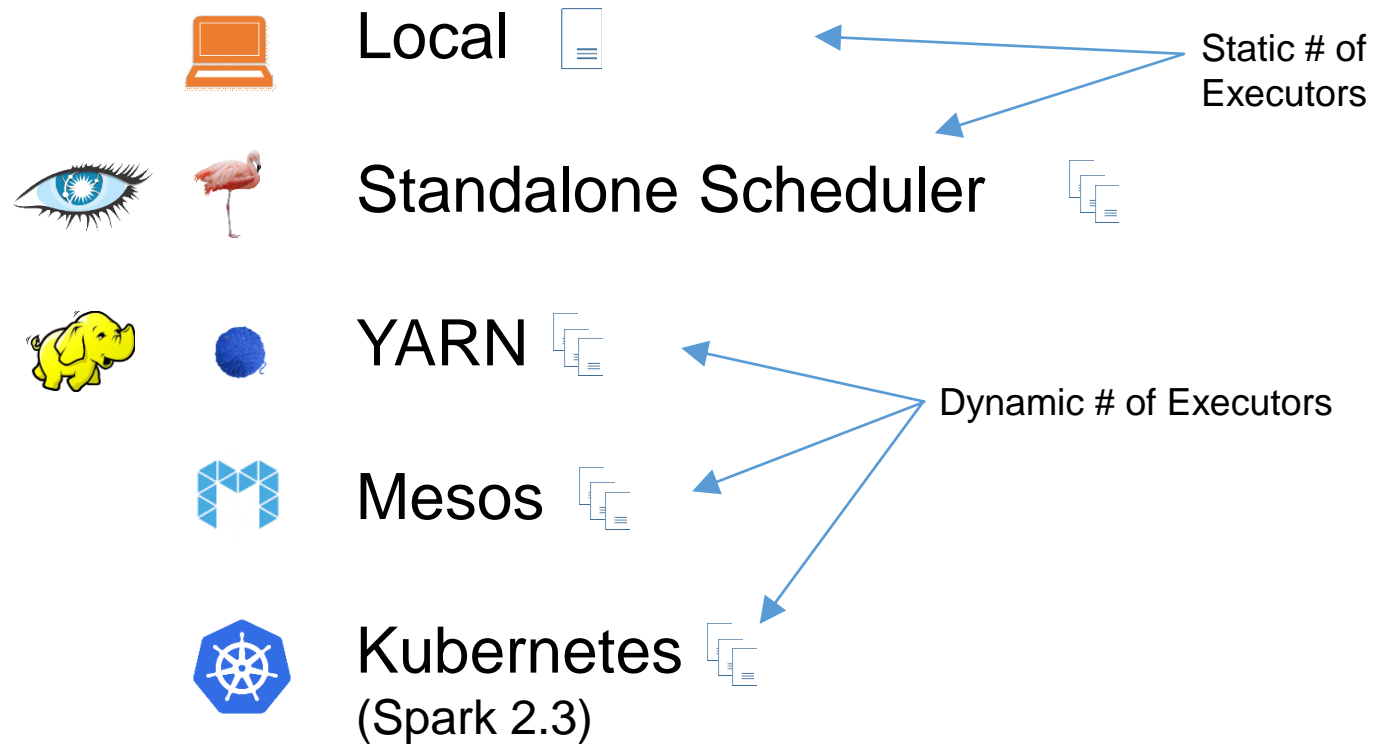 Local
Static # of
Executors
Standalone Scheduler
YARN
Dynamic # of Executors
Mesos
Kubernetes
(Spark 2.3)